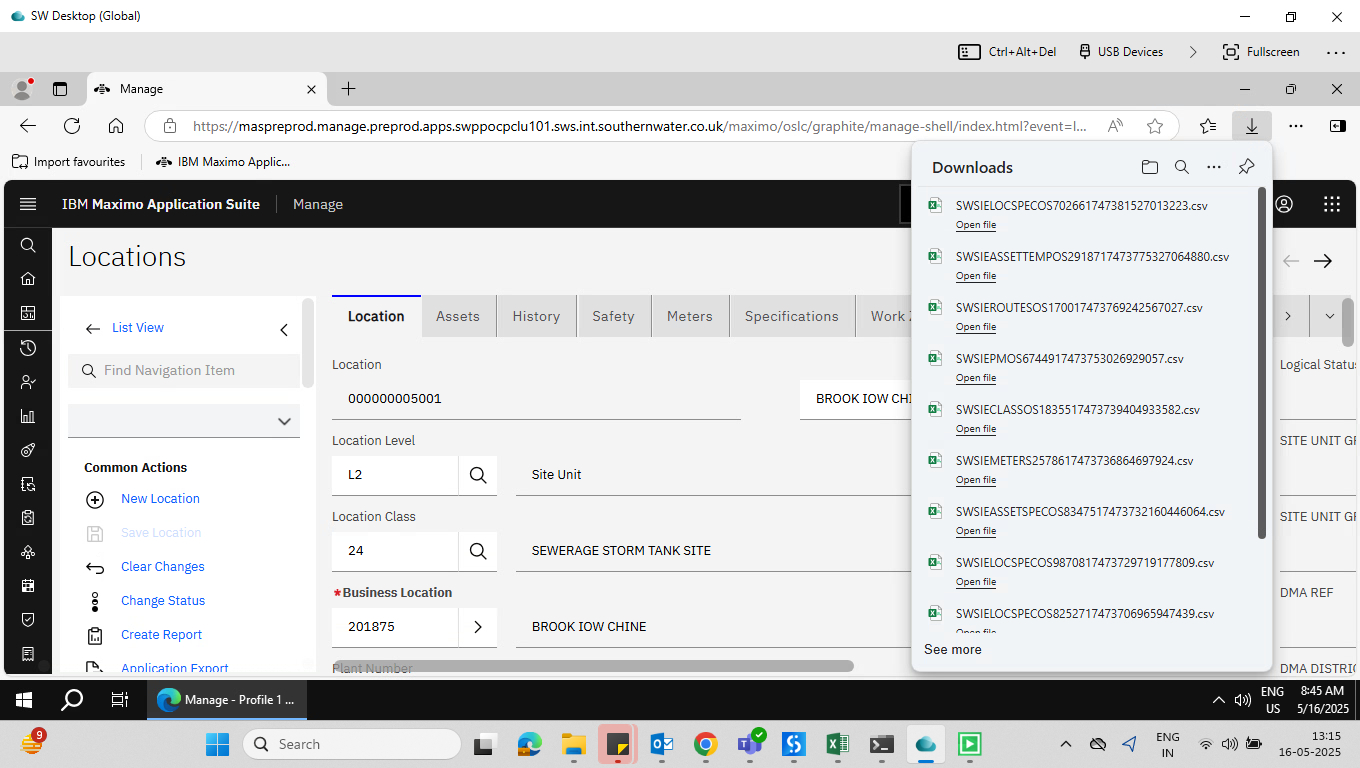 SW Desktop (Global)
Ctrl+Alt+Del
USB Devices
Fullscreen
Manage
https://maspreprod.manage.preprod.apps.swppocpclu101.sws.int.southernwater.co.uk/maximo/oslc/graphite/manage-shell/index.html?event=l...
Import favourites
IBM Maximo Applic...
IBM Maximo Application Suite
Manage
Locations
List View
Find Navigation Item
Common Actions
New Location
Save Location
Clear Changes
Change Status
Create Report
Application Export
Location
Assets
History
Safety
Meters
Specifications
Work
Location
000000005001
BROOK IOW CHI
Location Level
L2
Site Unit
Location Class
24
SEWERAGE STORM TANK SITE
*Business Location
201875
BROOK IOW CHINE
Plant Number
Downloads
SWSIELOCSPECOS702661747381527013223.csv
Open file
SWSIEASSETTEMPOS2918717473775327064880.csv
Open file
SWSIEROUTESOS170017473769242567027.csv
Open file
SWSIEPMOS6744917473753026929057.csv
Open file
SWSIECLASSOS1835517473739404933582.csv
Open file
SWSIEMETERS2578617473736864697924.csv
Open file
SWSIEASSETSPECOS8347517473732160446064.csv
Open file
SWSIELOCSPECOS9870817473729719177809.csv
Open file
SWSIELOCSPECOS8252717473706965947439.csv
Open file
See more
Logical Status
SITE UNIT GR
SITE UNIT GR
DMA REF
DMA DISTRIC
Manage - Profile 1 ...
ENG
US
8:45 AM
5/16/2025
9
Search
ENG
IN
13:15
16-05-2025